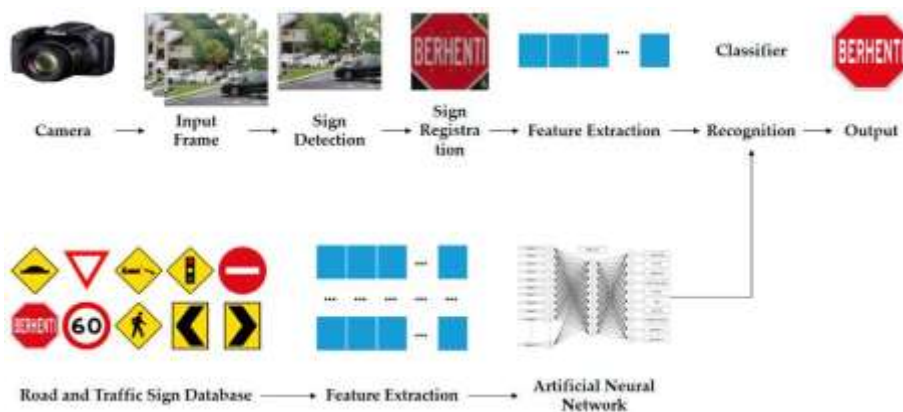 BERHENTI
...
Classifier
BERHENTI
Camera
Input
Frame
Sign
Detection
Sign
Registra
tion
Feature Extraction
Recognition
Output
...
... ... ... ... ...
BERHENTI
60
...
Road and Traffic Sign Database
Feature Extraction
Artificial Neural
Network